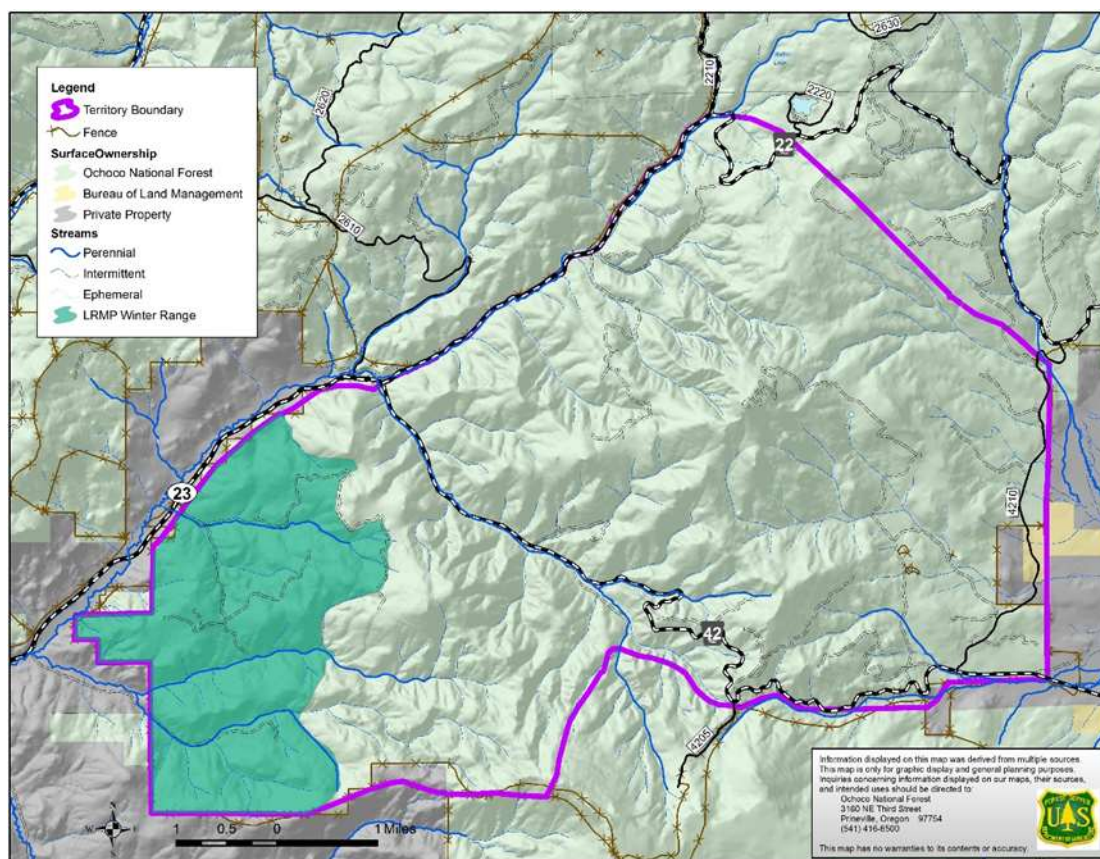 2630
2210
2220
2620
22
Legend
Territory Boundary
Fence
SurfaceOwnership
Ochoco National Forest
Bureau of Land Management
Private Property
Streams
Perennial
Intermittent
Ephemeral
LRMP Winter Range
2610
23
4210
42
4205
N
W
1 0.5 0 1 Miles
Information displayed on this map was derived from multiple sources.
This map is only for graphic display and general planning purposes.
Inquiries concerning information displayed on our maps, their sources,
and intended uses should be directed to:
Ochoco National Forest
3160 NE Third Street
Prineville, Oregon 97754
(541) 416-6500
This map has no warranties to its contents or accuracy.
FOREST SERVICE
U S
DEPARTMENT OF AGRICULTURE